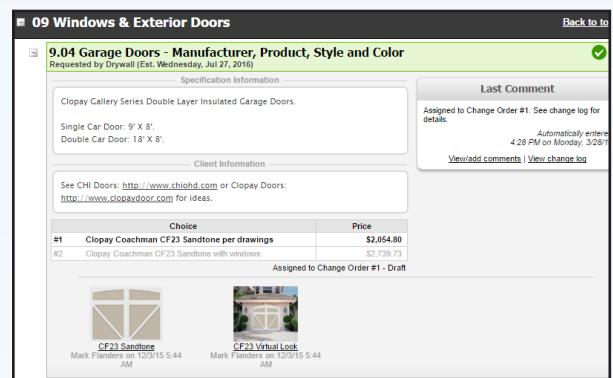 09 Windows & Exterior Doors
Back to to
9.04 Garage Doors - Manufacturer, Product, Style and Color
Requested by Drywall (Est. Wednesday, Jul 27, 2016)
Specification Information
Clopay Gallery Series Double Layer Insulated Garage Doors.
Single Car Door: 9' X 8'.
Double Car Door: 18' X 8'.
Client Information
See CHI Doors: http://www.chiohd.com or Clopay Doors:
http://www.clopaydoor.com for ideas.
Choice Price
#1 Clopay Coachman CF23 Sandtone per drawings $2,054.80
#2 Clopay Coachman CF23 Sandtone with windows $2,739.73
Assigned to Change Order #1 - Draft
CF23 Sandtone
Mark Flanders on 12/3/15 5:44
AM
CF23 Virtual Look
Mark Flanders on 12/3/15 5:44
AM
Last Comment
Assigned to Change Order #1. See change log for
details.
Automatically entere
4:28 PM on Monday, 3/28/1
View/add comments | View change log